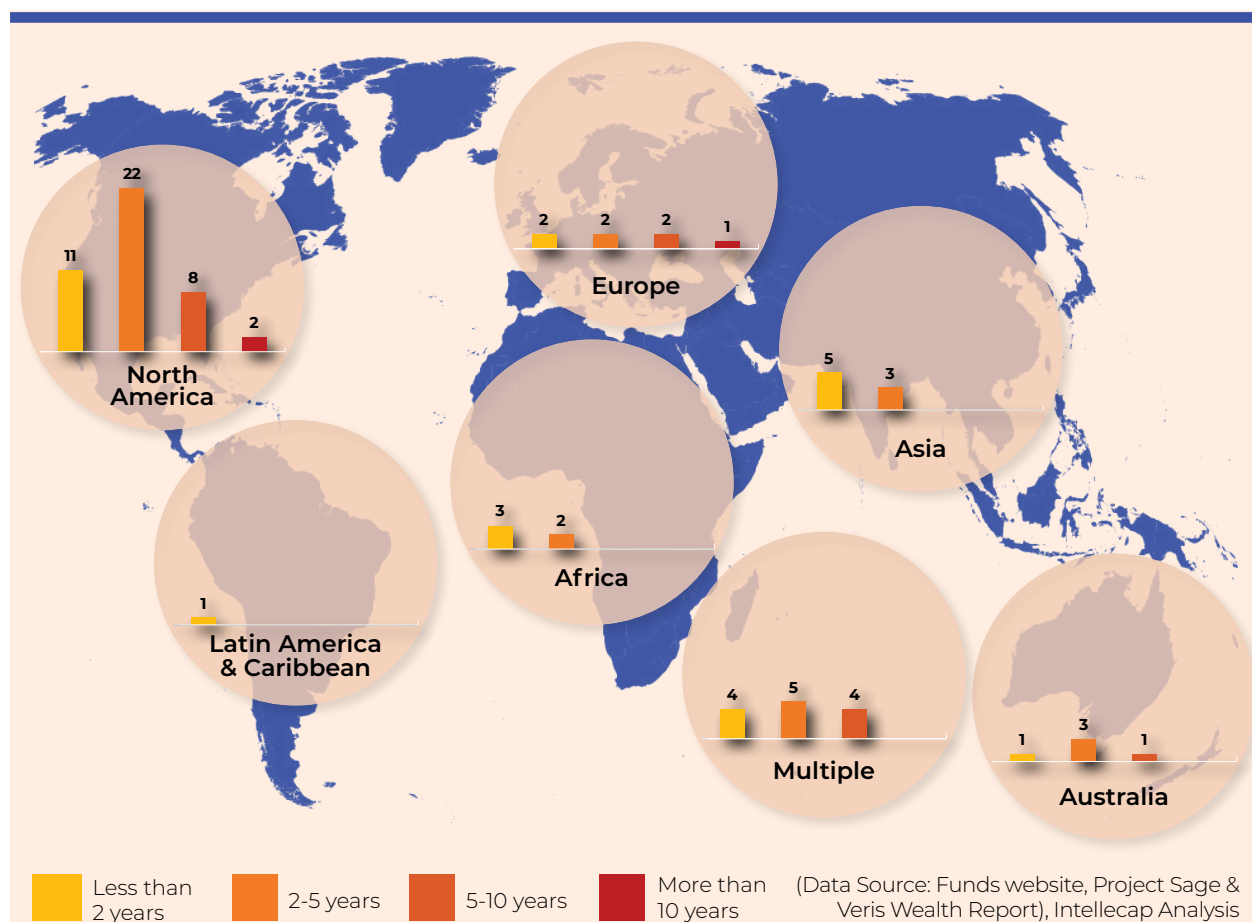 22
11
8
2
North
America
2
2
2
1
Europe
5
3
Asia
3
2
Africa
1
Latin America
& Caribbean
4
5
4
Multiple
1
3
1
Australia
Less than
2 years
2-5 years
5-10 years
More than
10 years
(Data Source: Funds website, Project Sage &
Veris Wealth Report), Intellecap Analysis